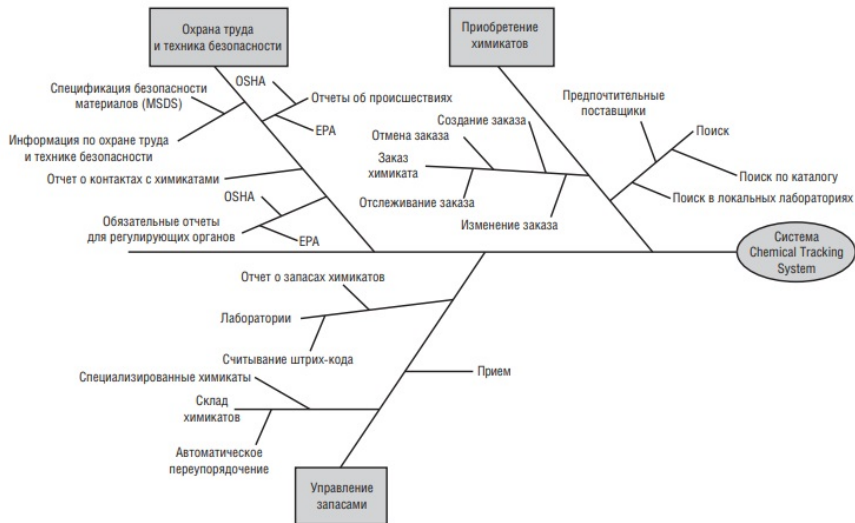 Охрана труда
и техника безопасности
Приобретение
химикатов
OSHA
Спецификация безопасности
материалов (MSDS)
Отчеты об происшествиях
EPA
Информация по охране труда
и технике безопасности
Отчет о контактах с химикатами
OSHA
Обязательные отчеты
для регулирующих органов
EPA
Создание заказа
Отмена заказа
Заказ
химиката
Отслеживание заказа
Изменение заказа
Предпочтительные
поставщики
Поиск
Поиск по каталогу
Поиск в локальных лабораториях
Система
Chemical Tracking
System
Отчет о запасах химикатов
Лаборатории
Считывание штрих-кода
Прием
Специализированные химикаты
Склад
химикатов
Автоматическое
переупорядочение
Управление
запасами